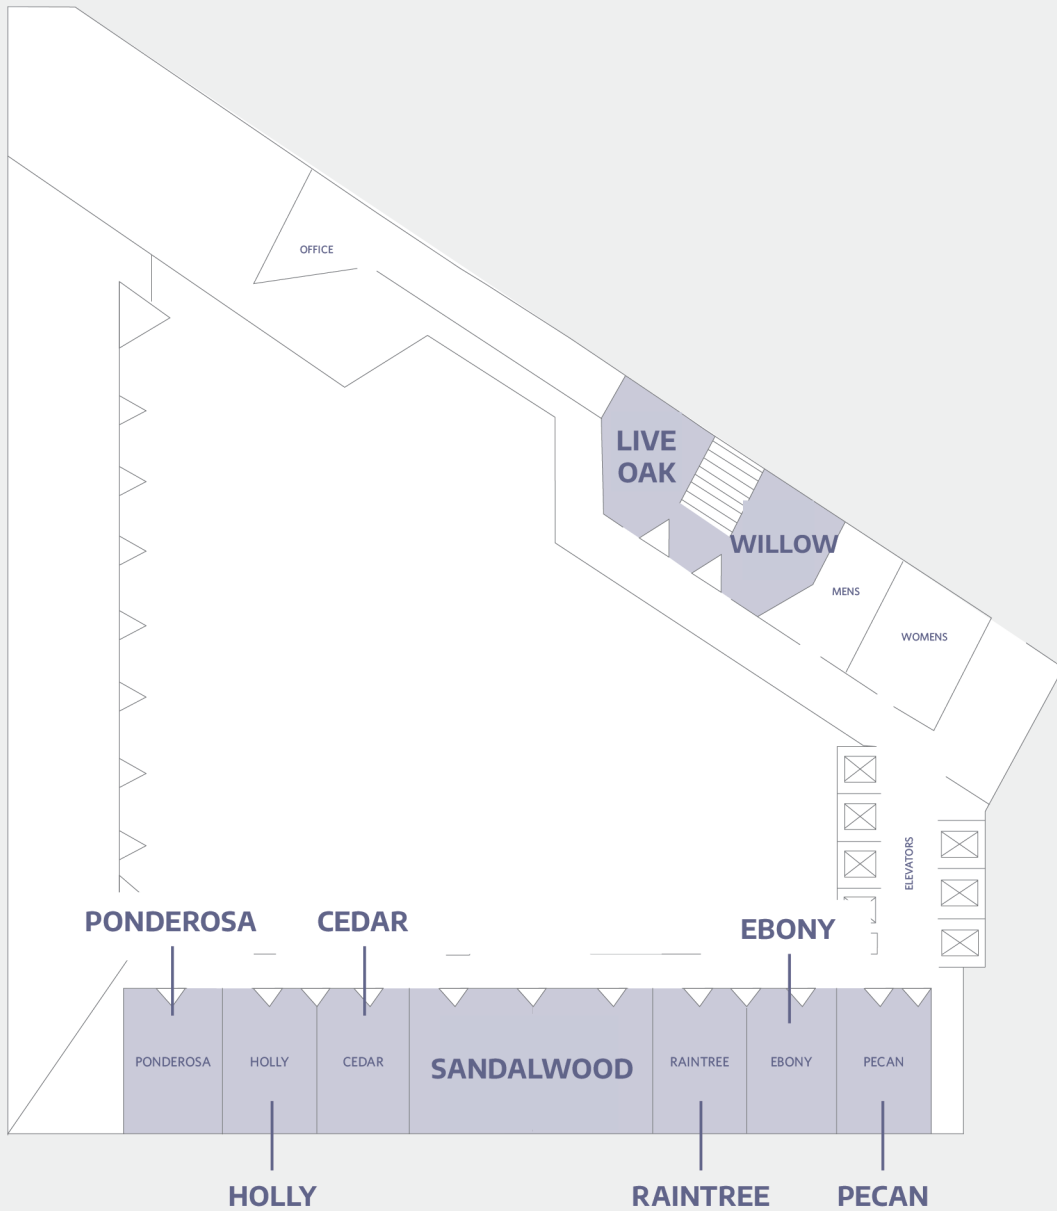 OFFICE
LIVE
OAK
WILLOW
MENS
WOMENS
ELEVATORS
PONDEROSA
CEDAR
EBONY
PONDEROSA
HOLLY
CEDAR
SANDALWOOD
RAINTREE
EBONY
PECAN
HOLLY
RAINTREE
PECAN